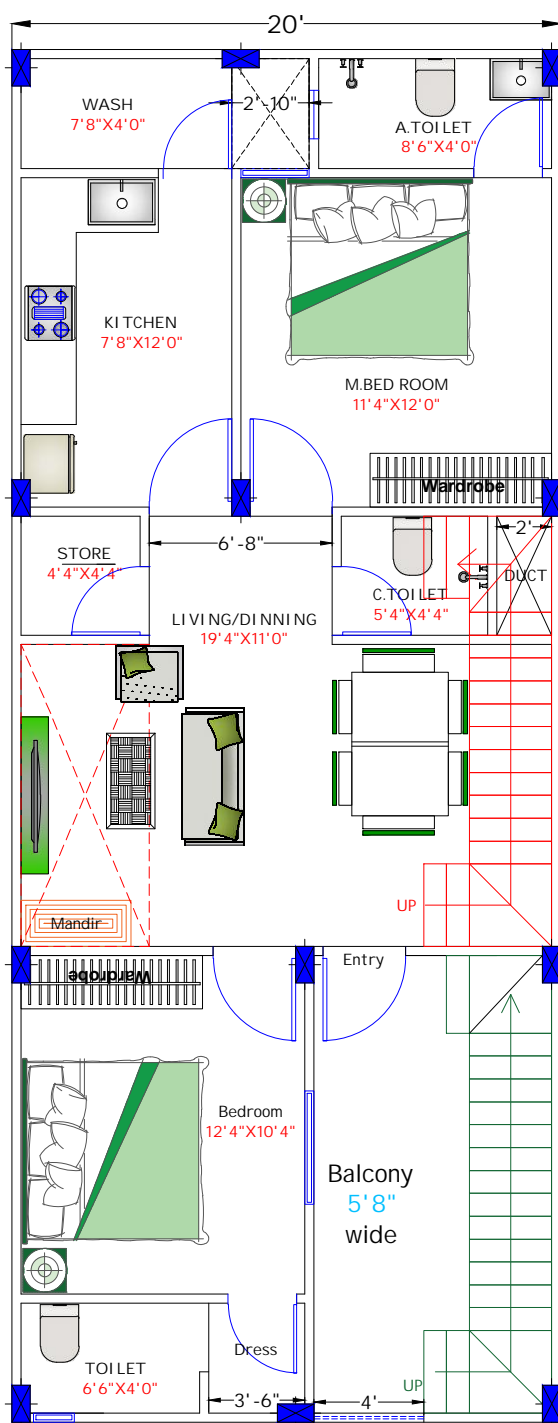 20'
WASH
7'8"X4'0"
2'-10"
A.TOILET
8'6"X4'0"
KITCHEN
7'8"X12'0"
M.BED ROOM
11'4"X12'0"
Wardrobe
6'-8"
2'
STORE
4'4"X4'4"
DUCT
C.TOILET
5'4"X4'4"
LIVING/DINNING
19'4"X11'0"
UP
Mandir
Entry
Wardrobe
Bedroom
12'4"X10'4"
Balcony
5'8"
wide
Dress
TOILET
6'6"X4'0"
UP
3'-6"
4'